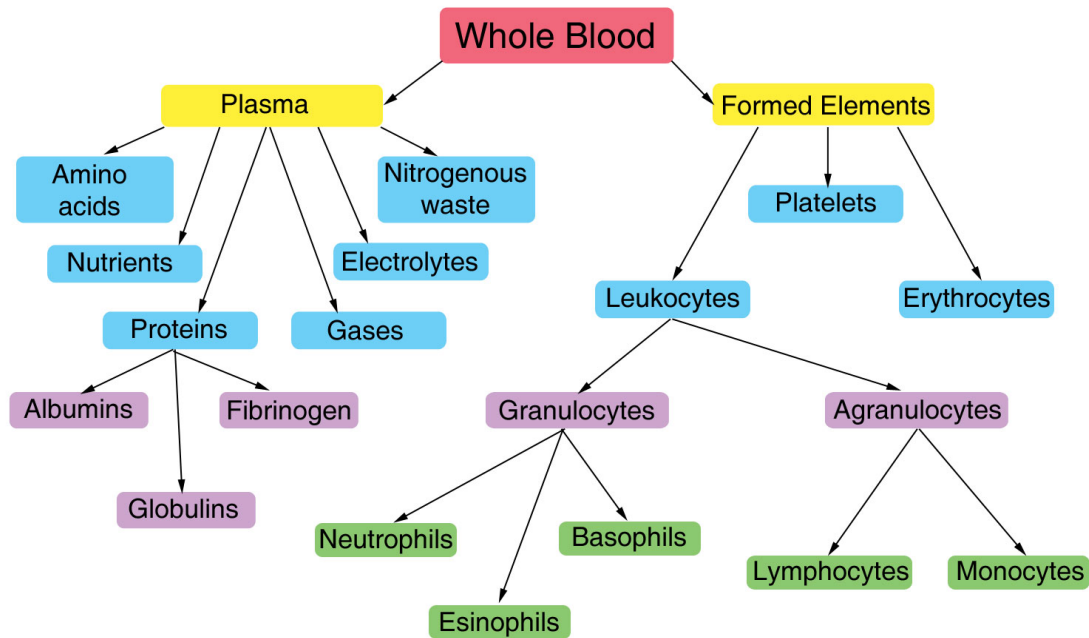 Whole Blood
Plasma
Formed Elements
Amino
acids
Nitrogenous
waste
Platelets
Nutrients
Electrolytes
Leukocytes
Erythrocytes
Proteins
Gases
Albumins
Fibrinogen
Granulocytes
Agranulocytes
Globulins
Neutrophils
Basophils
Lymphocytes
Monocytes
Esinophils